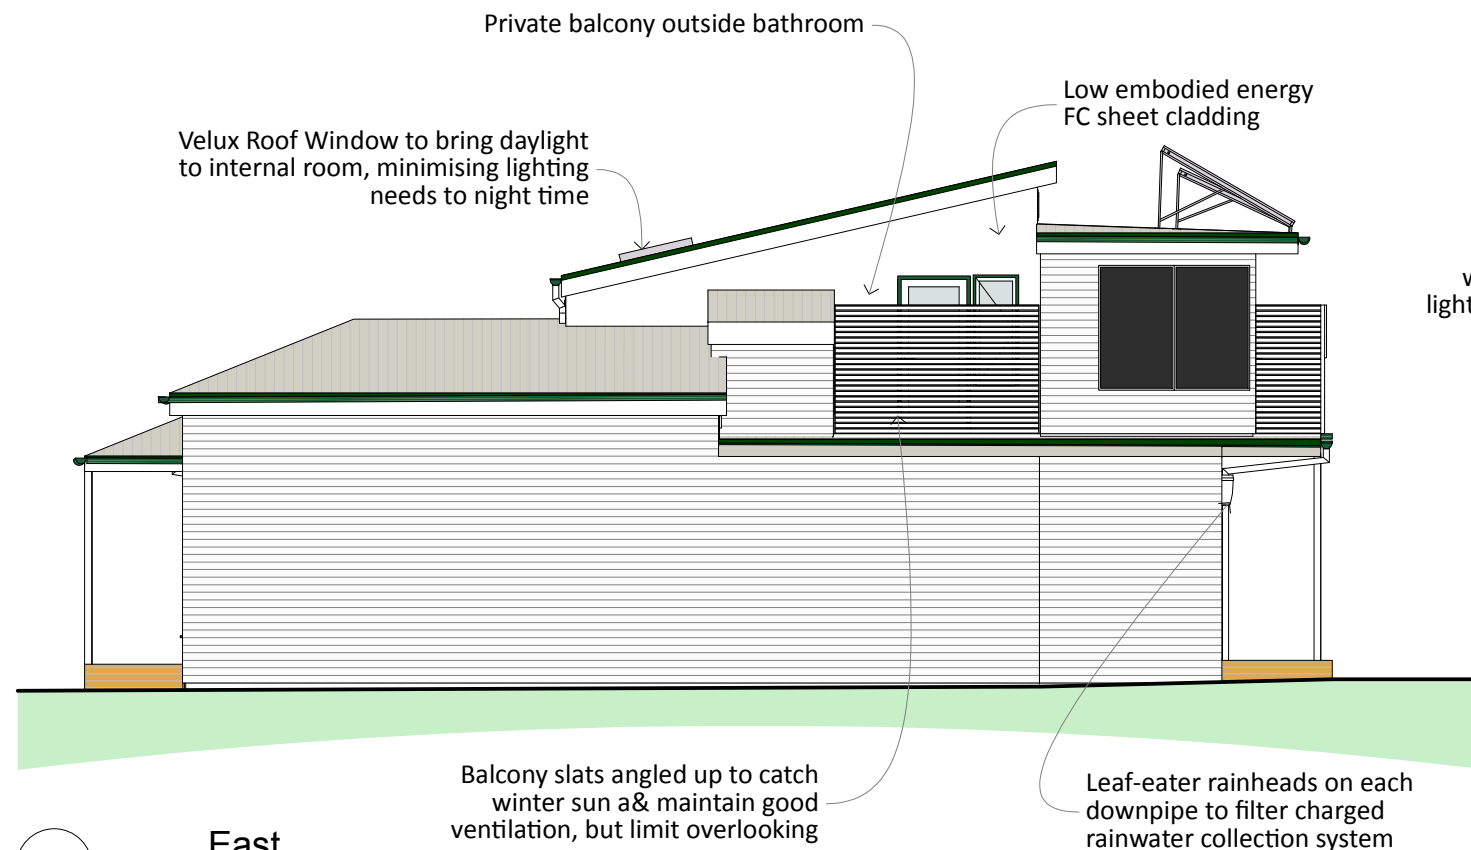 Private balcony outside bathroom
Low embodied energy
FC sheet cladding
Velux Roof Window to bring daylight
to internal room, minimising lighting
needs to night time
light
Balcony slats angled up to catch
winter sun a& maintain good
ventilation, but limit overlooking
Leaf-eater rainheads on each
downpipe to filter charged
rainwater collection system
East